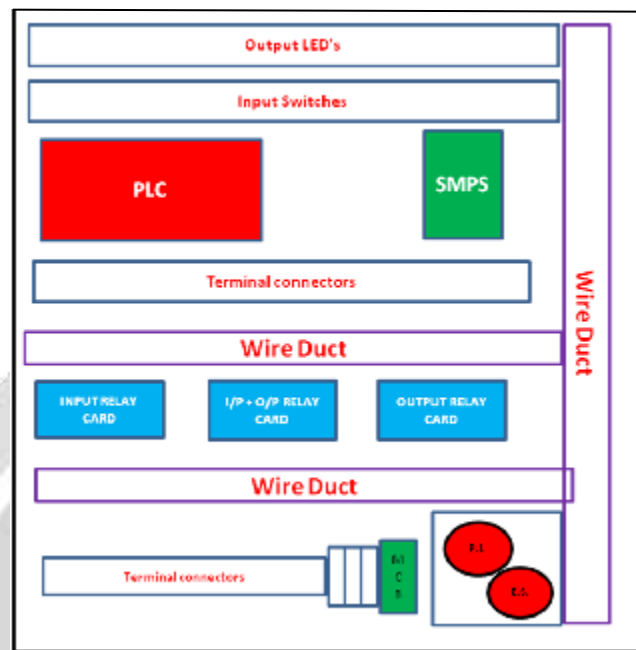 Output LED's
Input Switches
PLC
SMPS
Terminal connectors
Wire Duct
Wire Duct
INPUT RELAY
CARD
I/P + O/P RELAY
CARD
OUTPUT RELAY
CARD
Wire Duct
Terminal connectors
M
C
B
E.S.